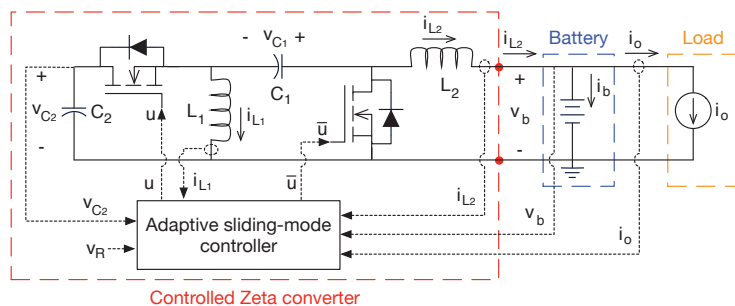 - v_C1 +
i_L2
i_L2
Battery
i_o
Load
+
v_C2
-
C_2
u
L_1
i_L1
C_1
ū
L_2
+
v_b
-
i_b
i_o
u
i_L1
ū
v_C2
v_R
Adaptive sliding-mode
controller
i_L2
v_b
i_o
Controlled Zeta converter